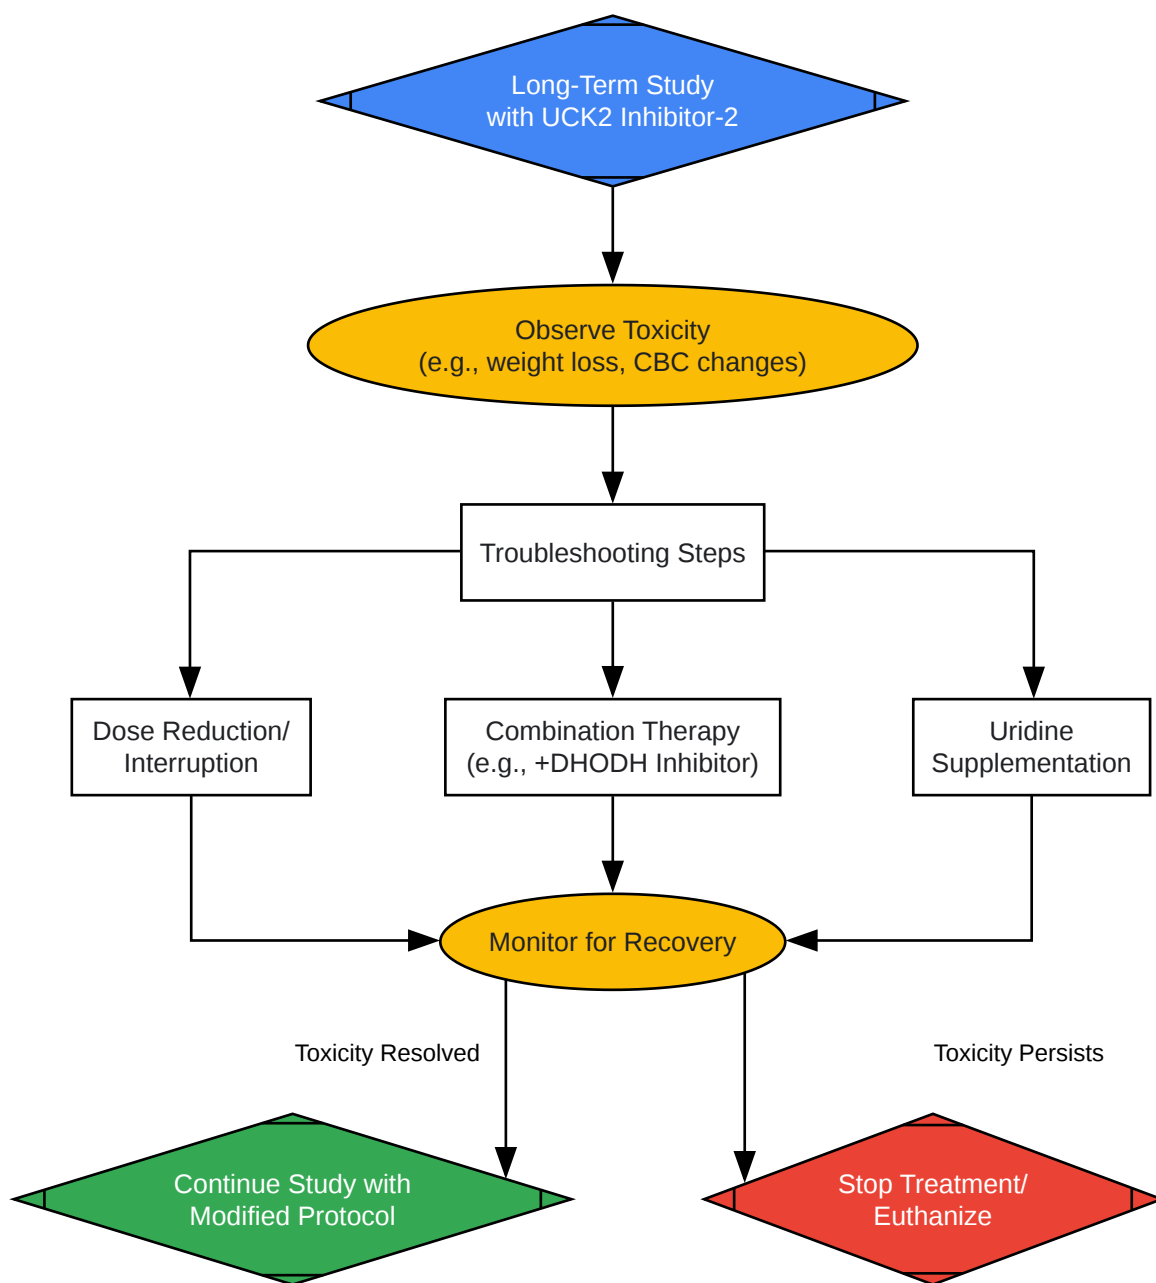 Long-Term Study
with UCK2 Inhibitor-2
Observe Toxicity
(e.g., weight loss, CBC changes)
Troubleshooting Steps
Dose Reduction/
Interruption
Combination Therapy
(e.g., +DHODH Inhibitor)
Uridine
Supplementation
Monitor for Recovery
Toxicity Resolved
Toxicity Persists
Continue Study with
Modified Protocol
Stop Treatment/
Euthanize